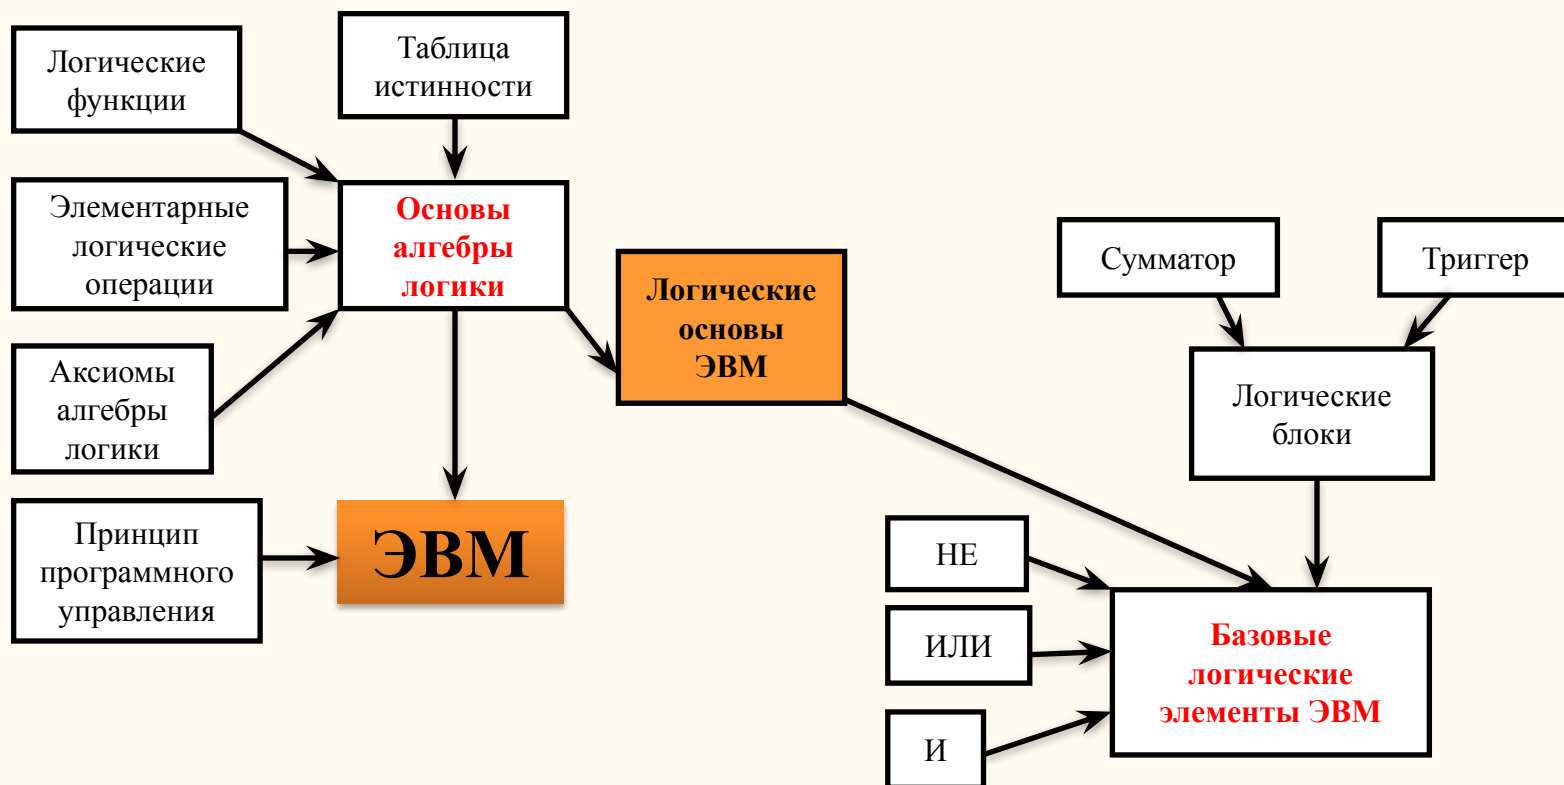 Логические
функции
Таблица
истинности
Элементарные
логические
операции
Основы
алгебры
логики
Аксиомы
алгебры
логики
Принцип
программного
управления
ЭВМ
Логические
основы
ЭВМ
Сумматор
Триггер
Логические
блоки
НЕ
ИЛИ
И
Базовые
логические
элементы ЭВМ